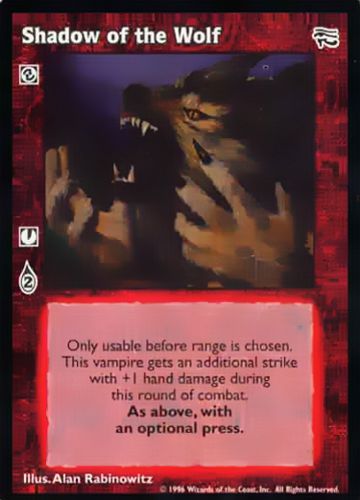 Shadow of the Wolf
2
Only usable before range is chosen.
This vampire gets an additional strike
with +1 hand damage during
this round of combat.
As above, with
an optional press.
Illus. Alan Rabinowitz
© 1996 Wizards of the Coast, Inc. All Rights Reserved.